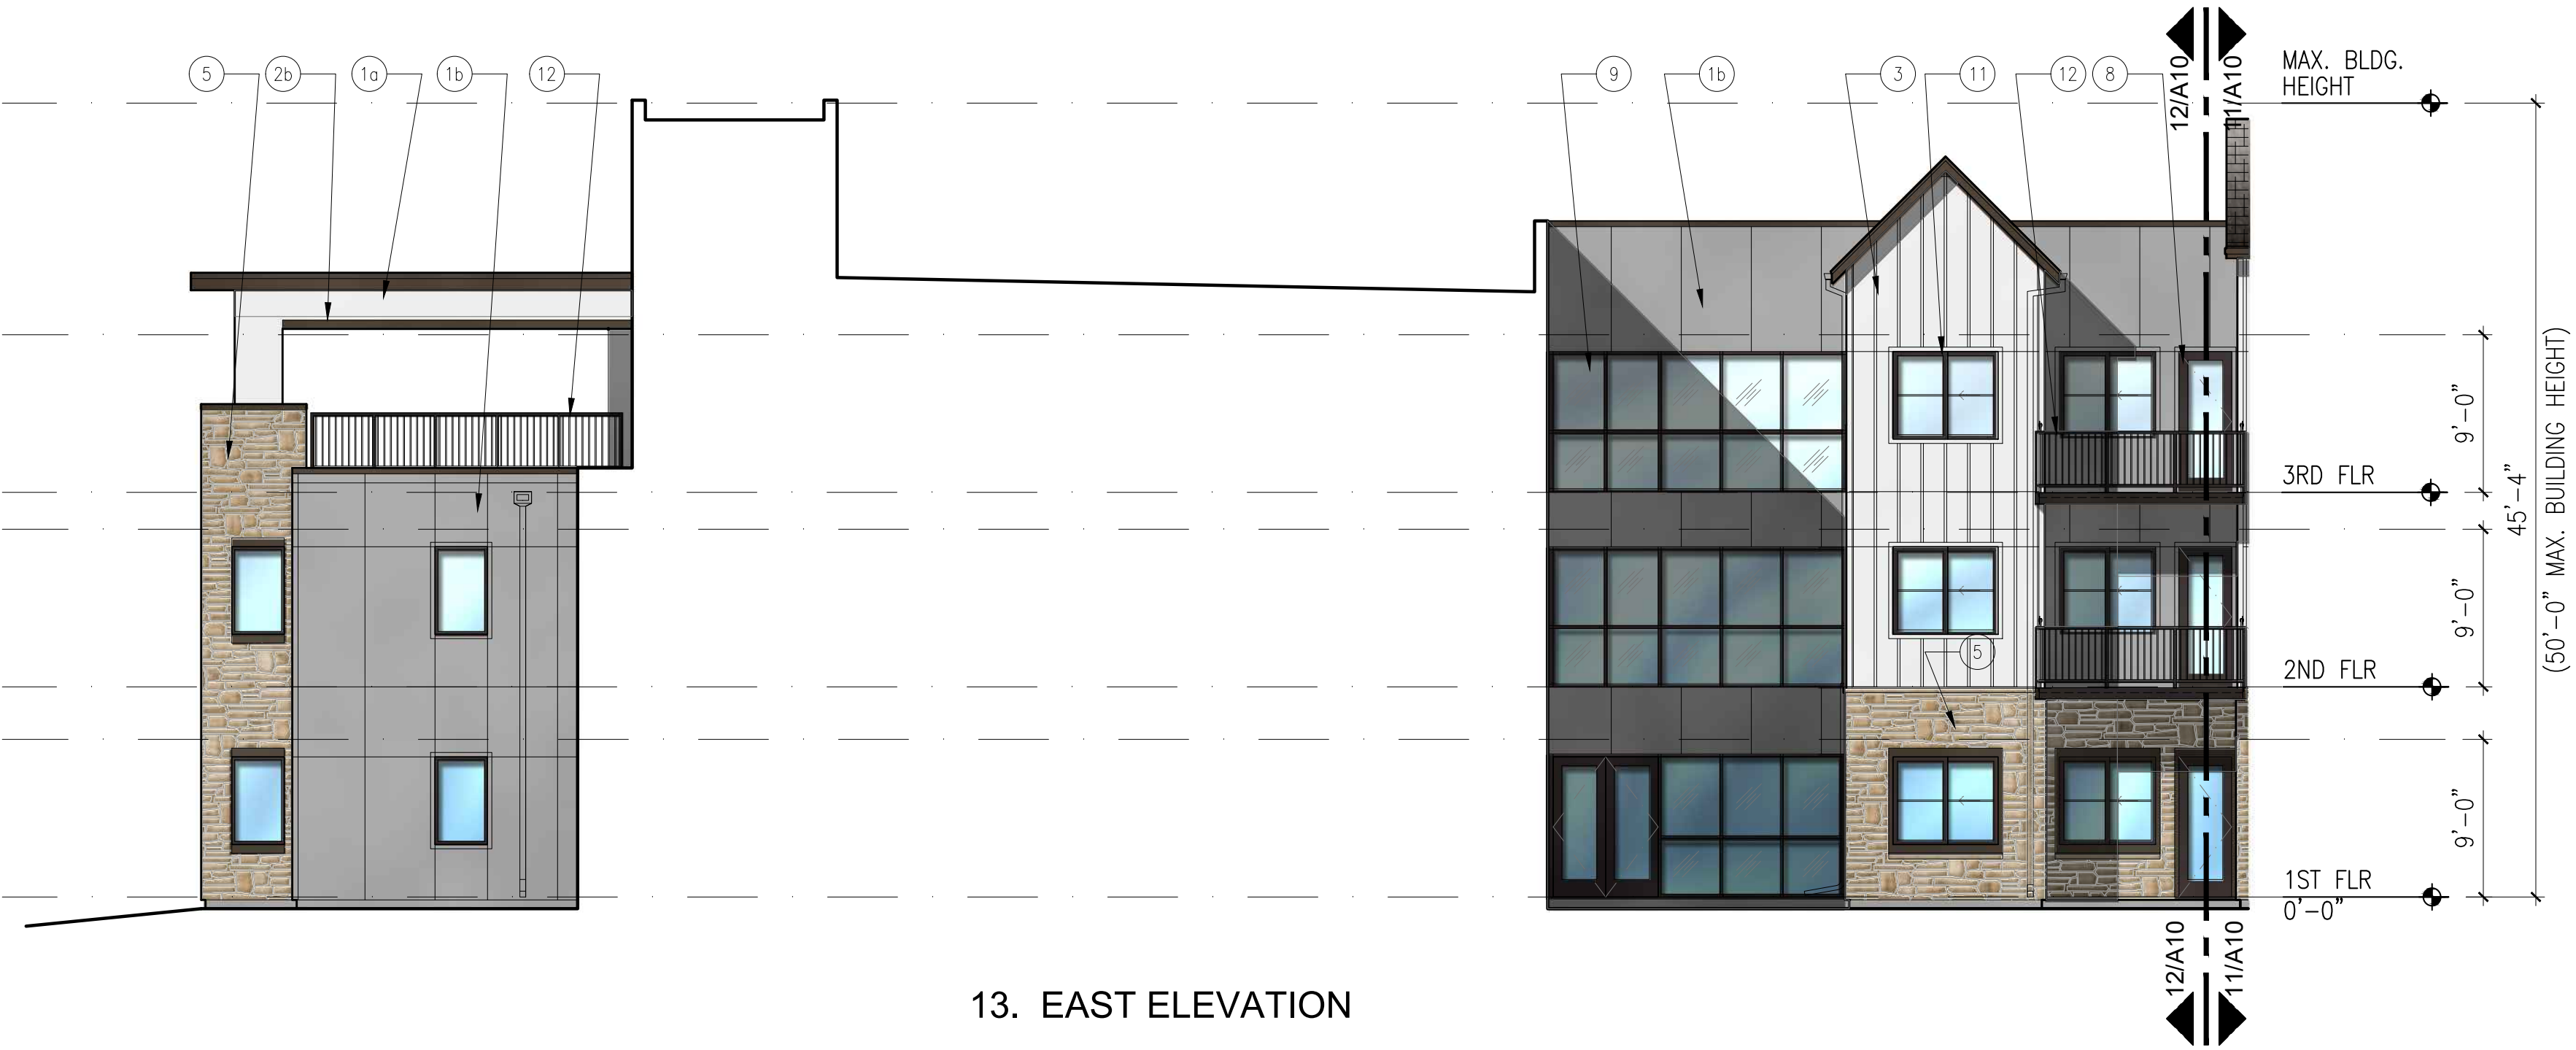 5
2b
1a
1b
12
9
1b
3
11
12
8
12/A10
11/A10
MAX. BLDG.
HEIGHT
9'-0"
3RD FLR
45'-4"
(50'-0" MAX. BUILDING HEIGHT)
9'-0"
5
2ND FLR
9'-0"
1ST FLR
0'-0"
12/A10
11/A10
13. EAST ELEVATION